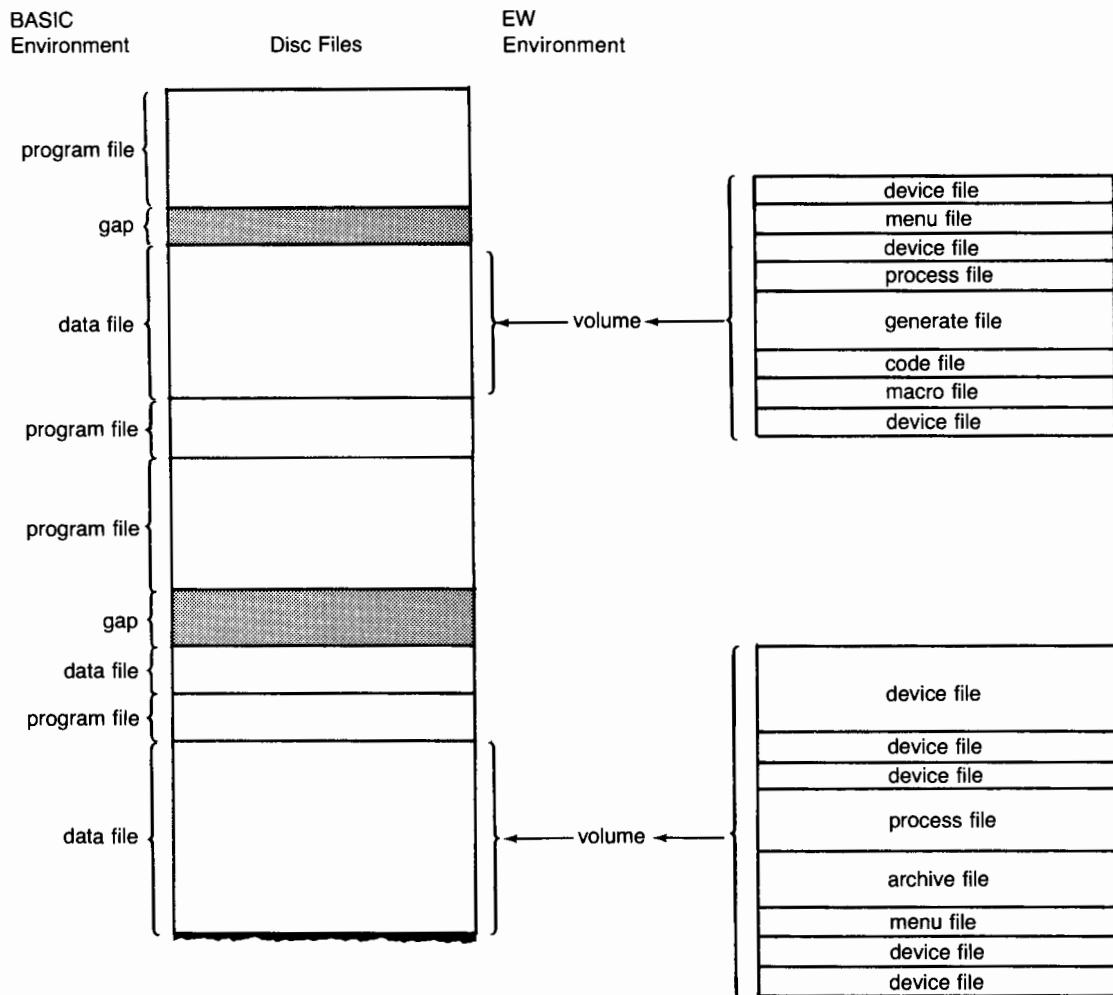 BASIC
Environment
Disc Files
EW
Environment
program file
gap
data file
program file
program file
gap
data file
program file
data file
volume
device file
menu file
device file
process file
generate file
code file
macro file
device file
volume
device file
device file
device file
process file
archive file
menu file
device file
device file